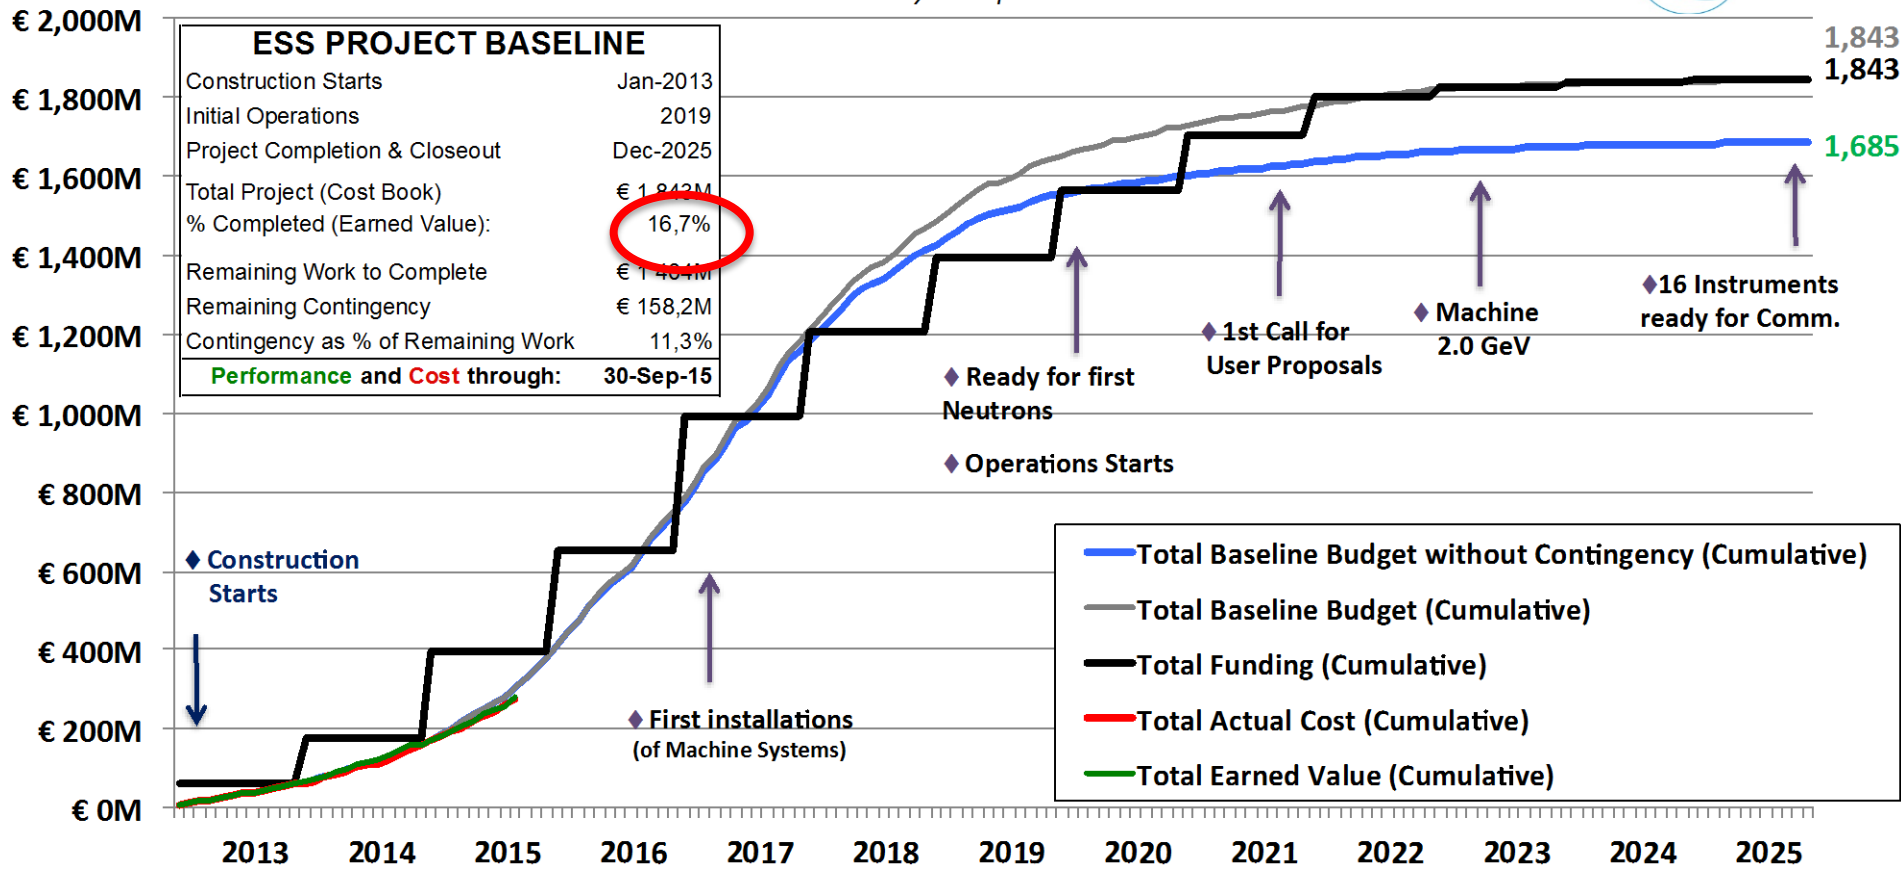 € 2,000M
€ 1,800M
€ 1,600M
€ 1,400M
€ 1,200M
€ 1,000M
€ 800M
€ 600M
€ 400M
€ 200M
€ 0M
ESS PROJECT BASELINE
Construction Starts Jan-2013
Initial Operations 2019
Project Completion & Closeout Dec-2025
Total Project (Cost Book) € 1 843M
% Completed (Earned Value): 16,7%
Remaining Work to Complete €
Remaining Contingency € 158,2M
Contingency as % of Remaining Work 11,3%
Performance and Cost through: 30-Sep-15
1,843
1,843
1,685
♦ Construction
Starts
♦ First installations
(of Machine Systems)
♦ Ready for first
Neutrons
♦ Operations Starts
♦ 1st Call for
User Proposals
♦ Machine
2.0 GeV
♦16 Instruments
ready for Comm.
Total Baseline Budget without Contingency (Cumulative)
Total Baseline Budget (Cumulative)
Total Funding (Cumulative)
Total Actual Cost (Cumulative)
Total Earned Value (Cumulative)
2013 2014 2015 2016 2017 2018 2019 2020 2021 2022 2023 2024 2025